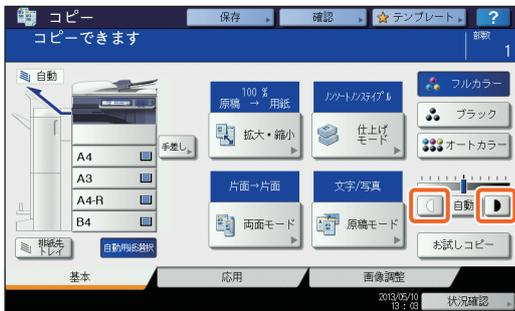 コピー
保存
確認
テンプレート
?
コピーできます
部数
1
自動
A4
A3
A4-R
B4
手差し
排紙先
トレイ
自動用紙選択
100 %
原稿 → 用紙
拡大・縮小
ノンソート/ノンステイプル
仕上げ
モード
片面→片面
両面モード
文字/写真
原稿モード
フルカラー
ブラック
オートカラー
自動
お試しコピー
基本
応用
画像調整
2013/05/10
13 : 03
状況確認